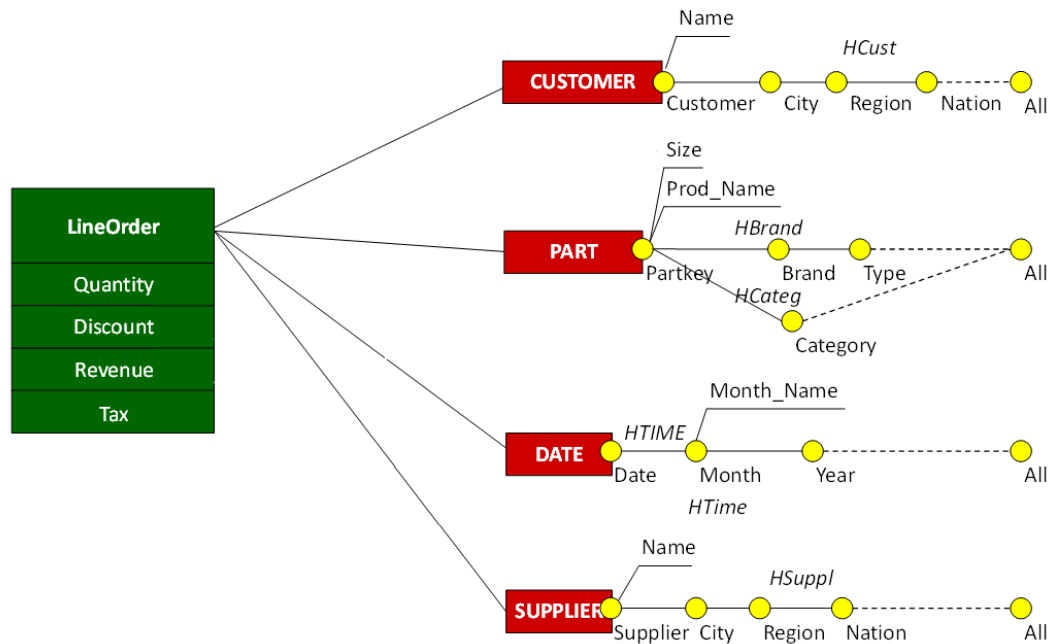 Name
HCust
CUSTOMER
Customer City Region Nation All
Size
Prod_Name
LineOrder
HBrand
PART
Partkey Brand Type All
Quantity
HCateg
Discount
Category
Revenue
Month_Name
Tax
HTIME
DATE
Date Month Year All
HTime
Name
HSuppl
SUPPLIER
Supplier City Region Nation All